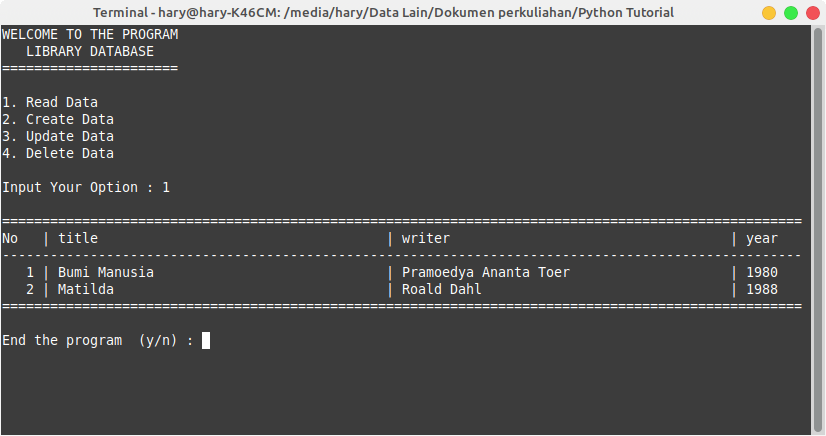 Terminal - hary@hary-K46CM: /media/hary/Data Lain/Dokumen perkuliahan/Python Tutorial
WELCOME TO THE PROGRAM
   LIBRARY DATABASE
======================
1. Read Data
2. Create Data
3. Update Data
4. Delete Data
Input Your Option : 1
====================================================================================================
No   | title                                    | writer                                   | year
----------------------------------------------------------------------------------------------------
   1 | Bumi Manusia                             | Pramoedya Ananta Toer                    | 1980
   2 | Matilda                                  | Roald Dahl                               | 1988
====================================================================================================
End the program  (y/n) :